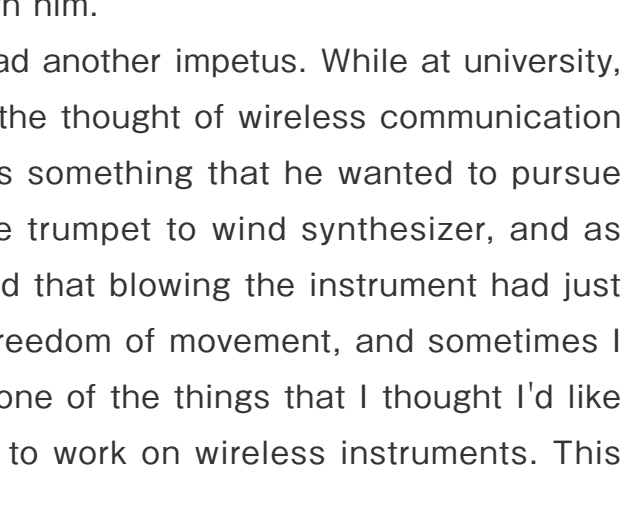 him.
another impetus. While at university,
the thought of wireless communication
something that he wanted to pursue
trumpet to wind synthesizer, and as
that blowing the instrument had just
of movement, and sometimes I
one of the things that I thought I'd like
to work on wireless instruments. This